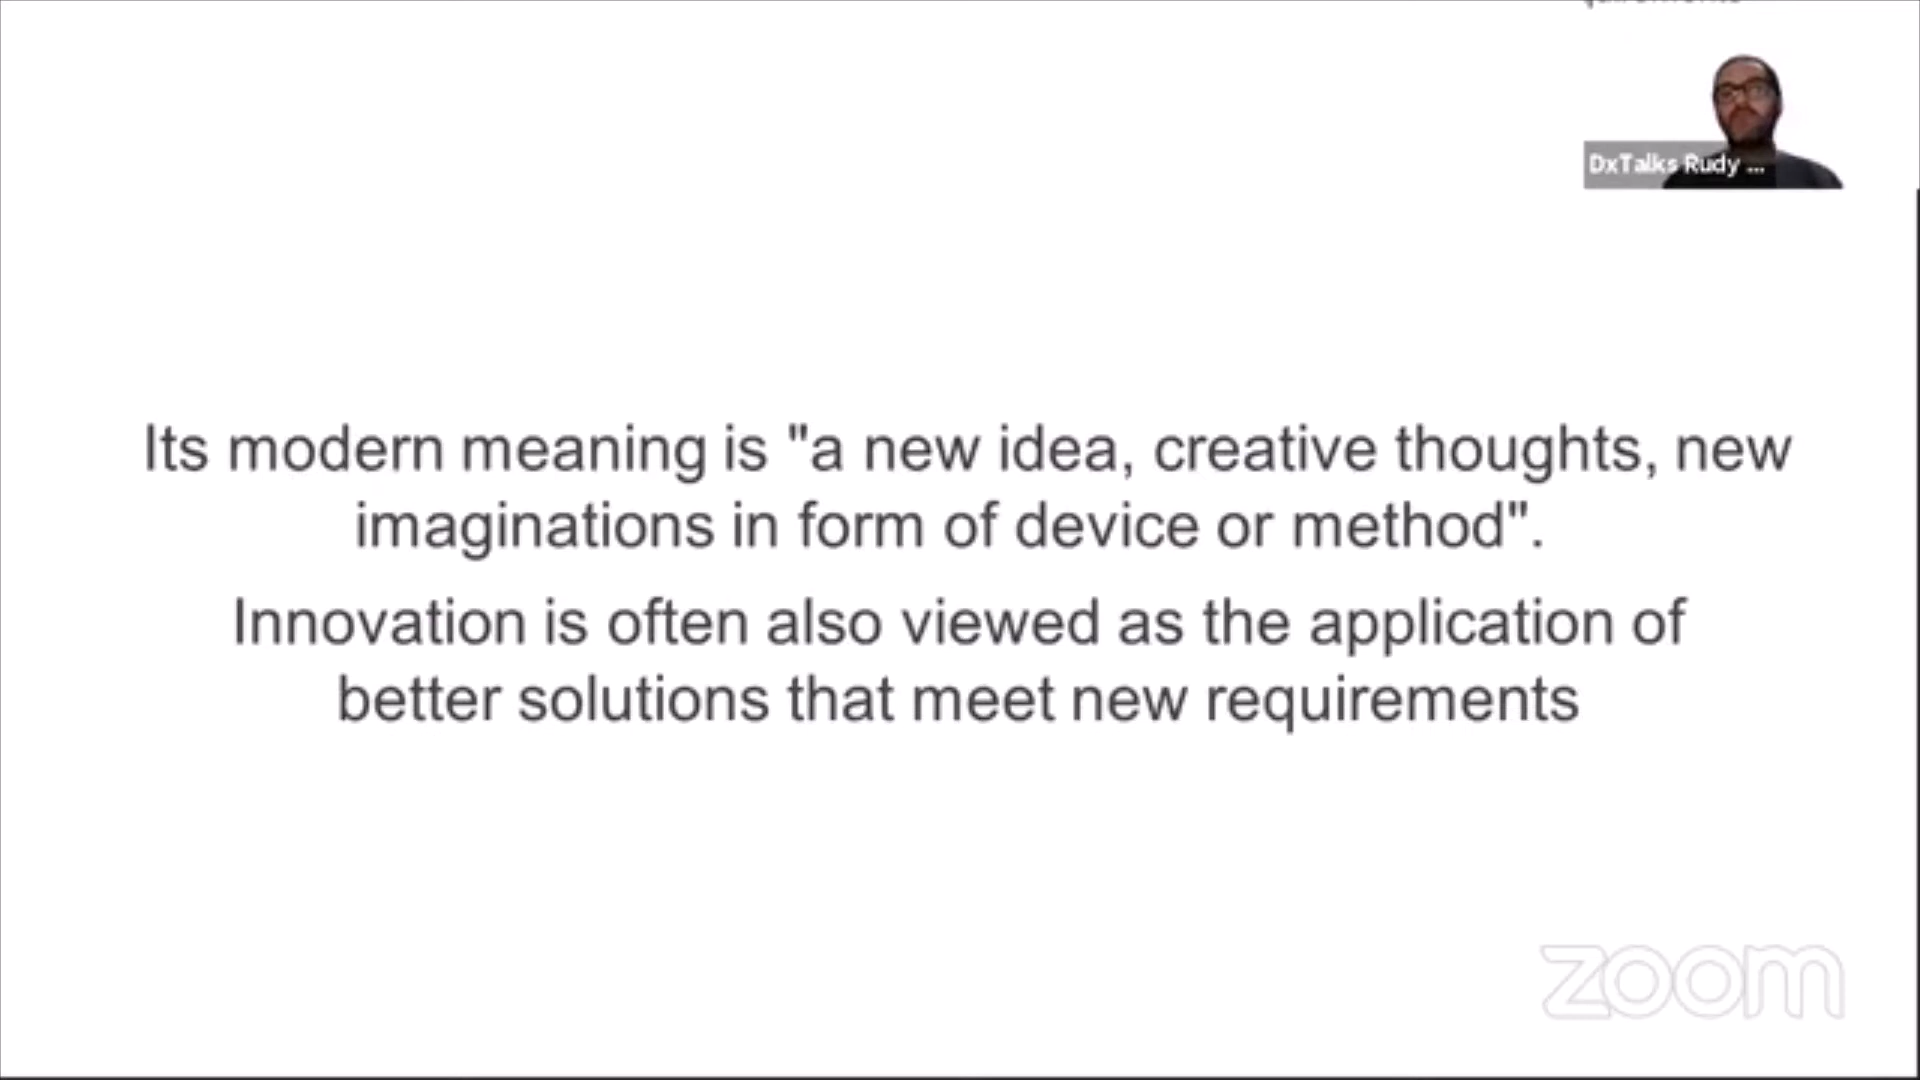 DxTalks Rudy ...
Its modern meaning is "a new idea, creative thoughts, new
imaginations in form of device or method".
Innovation is often also viewed as the application of
better solutions that meet new requirements
zoom